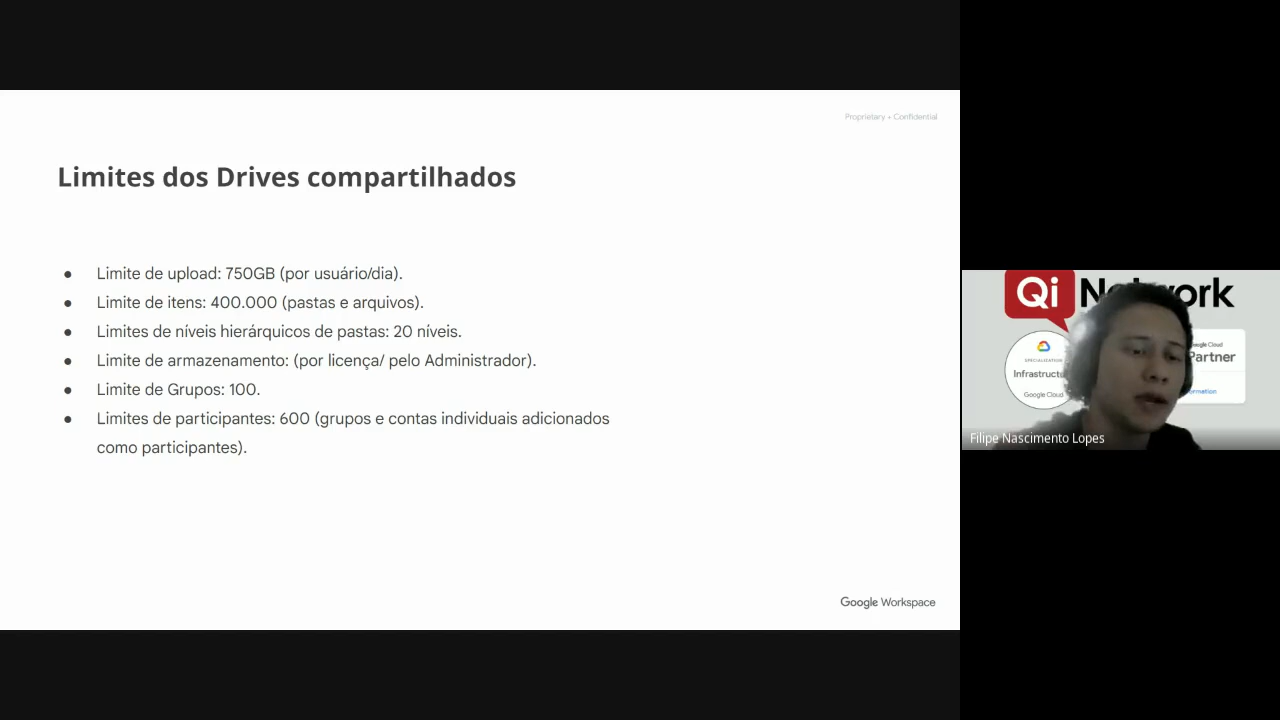 Proprietary + Confidential
Limites dos Drives compartilhados
● Limite de upload: 750GB (por usuário/dia).
● Limite de itens: 400.000 (pastas e arquivos).
● Limites de níveis hierárquicos de pastas: 20 níveis.
● Limite de armazenamento: (por licença/ pelo Administrador).
● Limite de Grupos: 100.
● Limites de participantes: 600 (grupos e contas individuais adicionados
como participantes).
Google Workspace
Qi
SPECIALIZATION
Google Cloud
Partner
Google Cloud
Filipe Nascimento Lopes